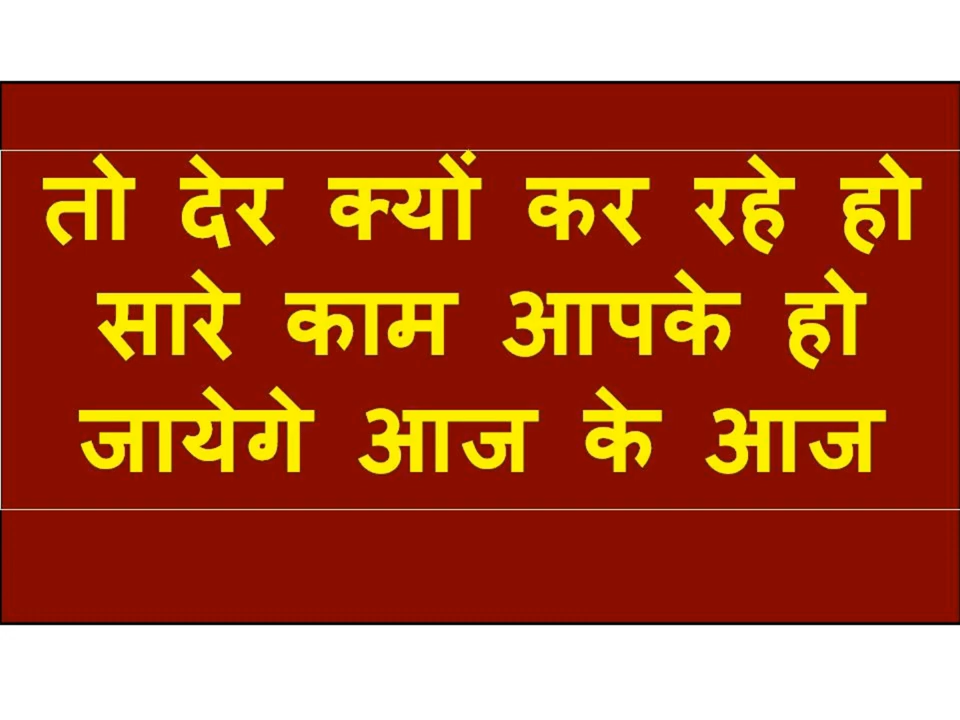 तो देर क्यों कर रहे हो
सारे काम आपके हो
जायेगे आज के आज